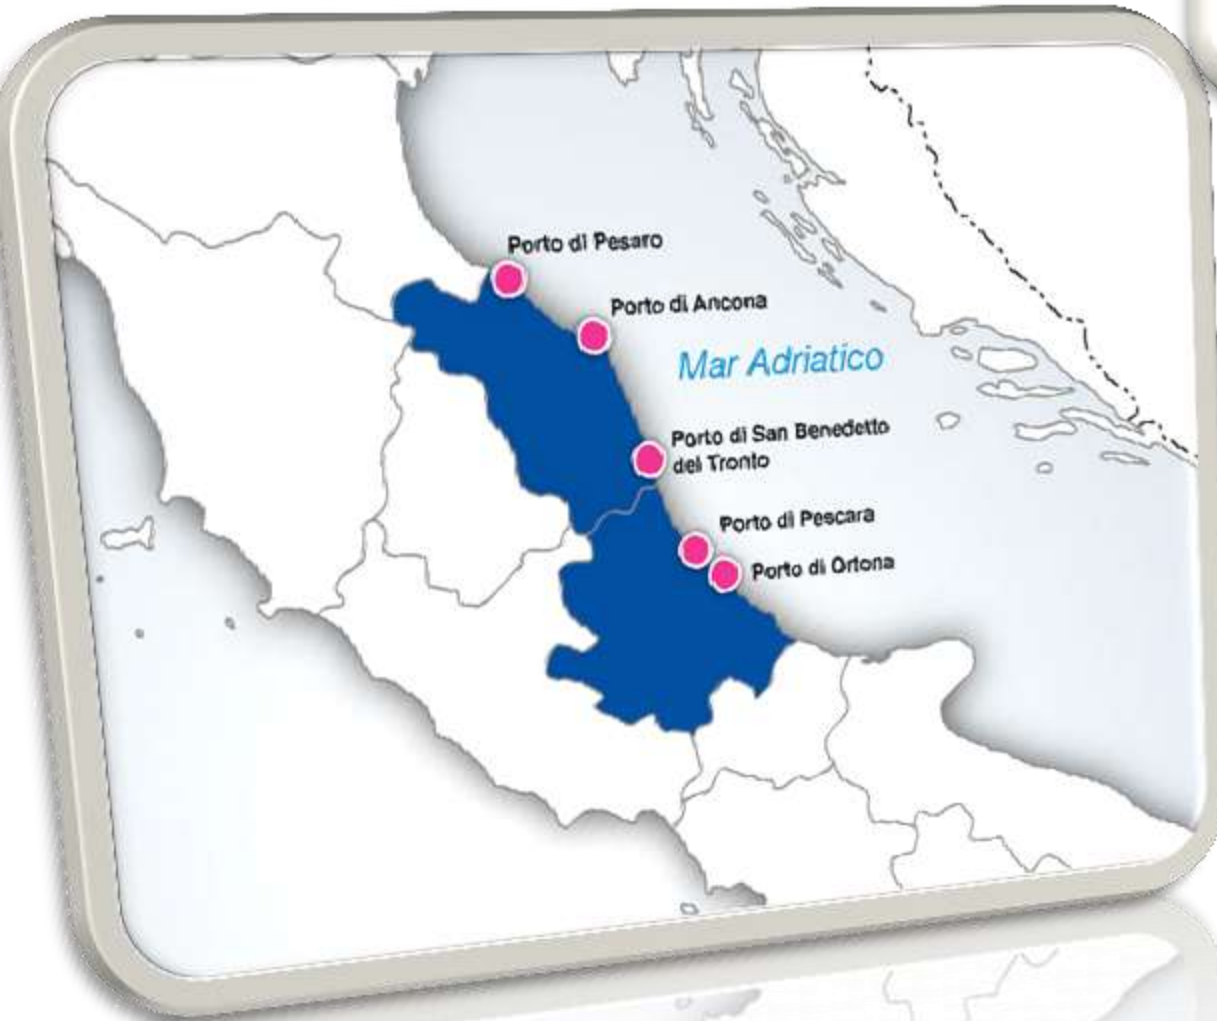 Porto di Pesaro
Porto di Ancona
Mar Adriatico
Porto di San Benedetto
del Tronto
Porto di Pescara
Porto di Ortona